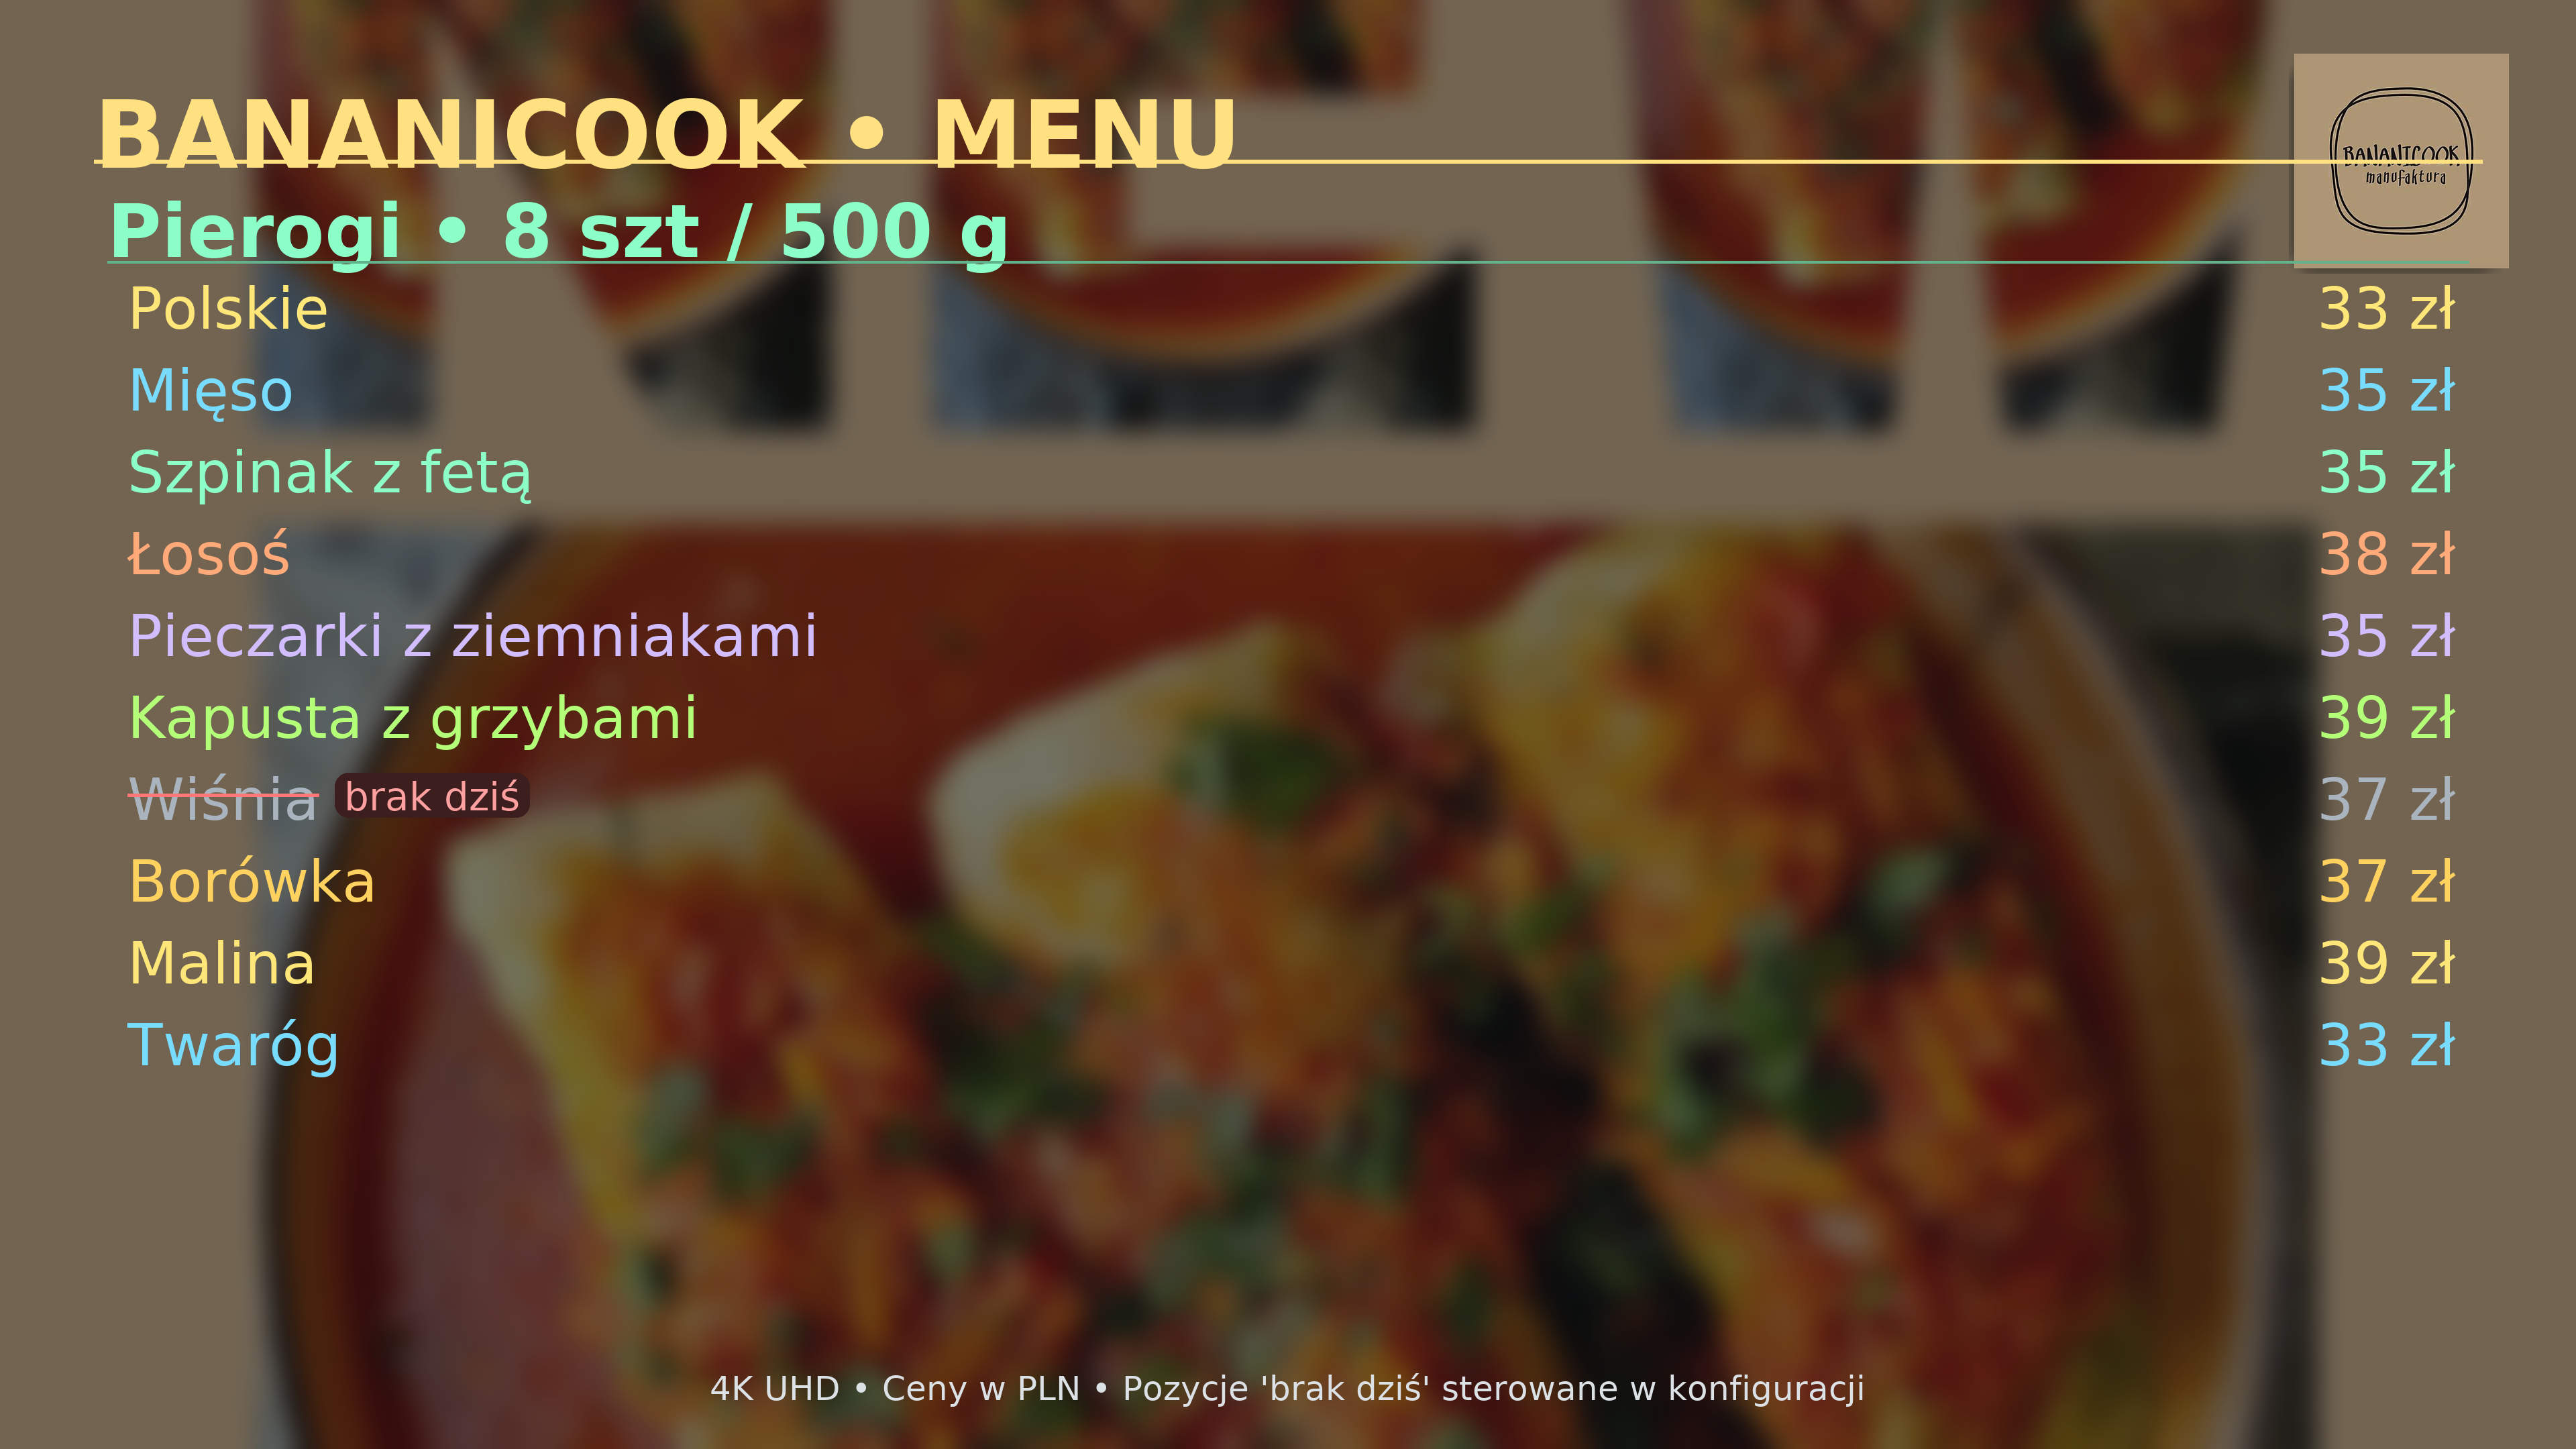 BANANICOOK • MENU
BANANICOOK
manufaktura
Pierogi • 8 szt / 500 g
Polskie 33 zł
Mięso 35 zł
Szpinak z fetą 35 zł
Łosoś 38 zł
Pieczarki z ziemniakami 35 zł
Kapusta z grzybami 39 zł
Wiśnia brak dziś 37 zł
Borówka 37 zł
Malina 39 zł
Twaróg 33 zł
4K UHD • Ceny w PLN • Pozycje 'brak dziś' sterowane w konfiguracji